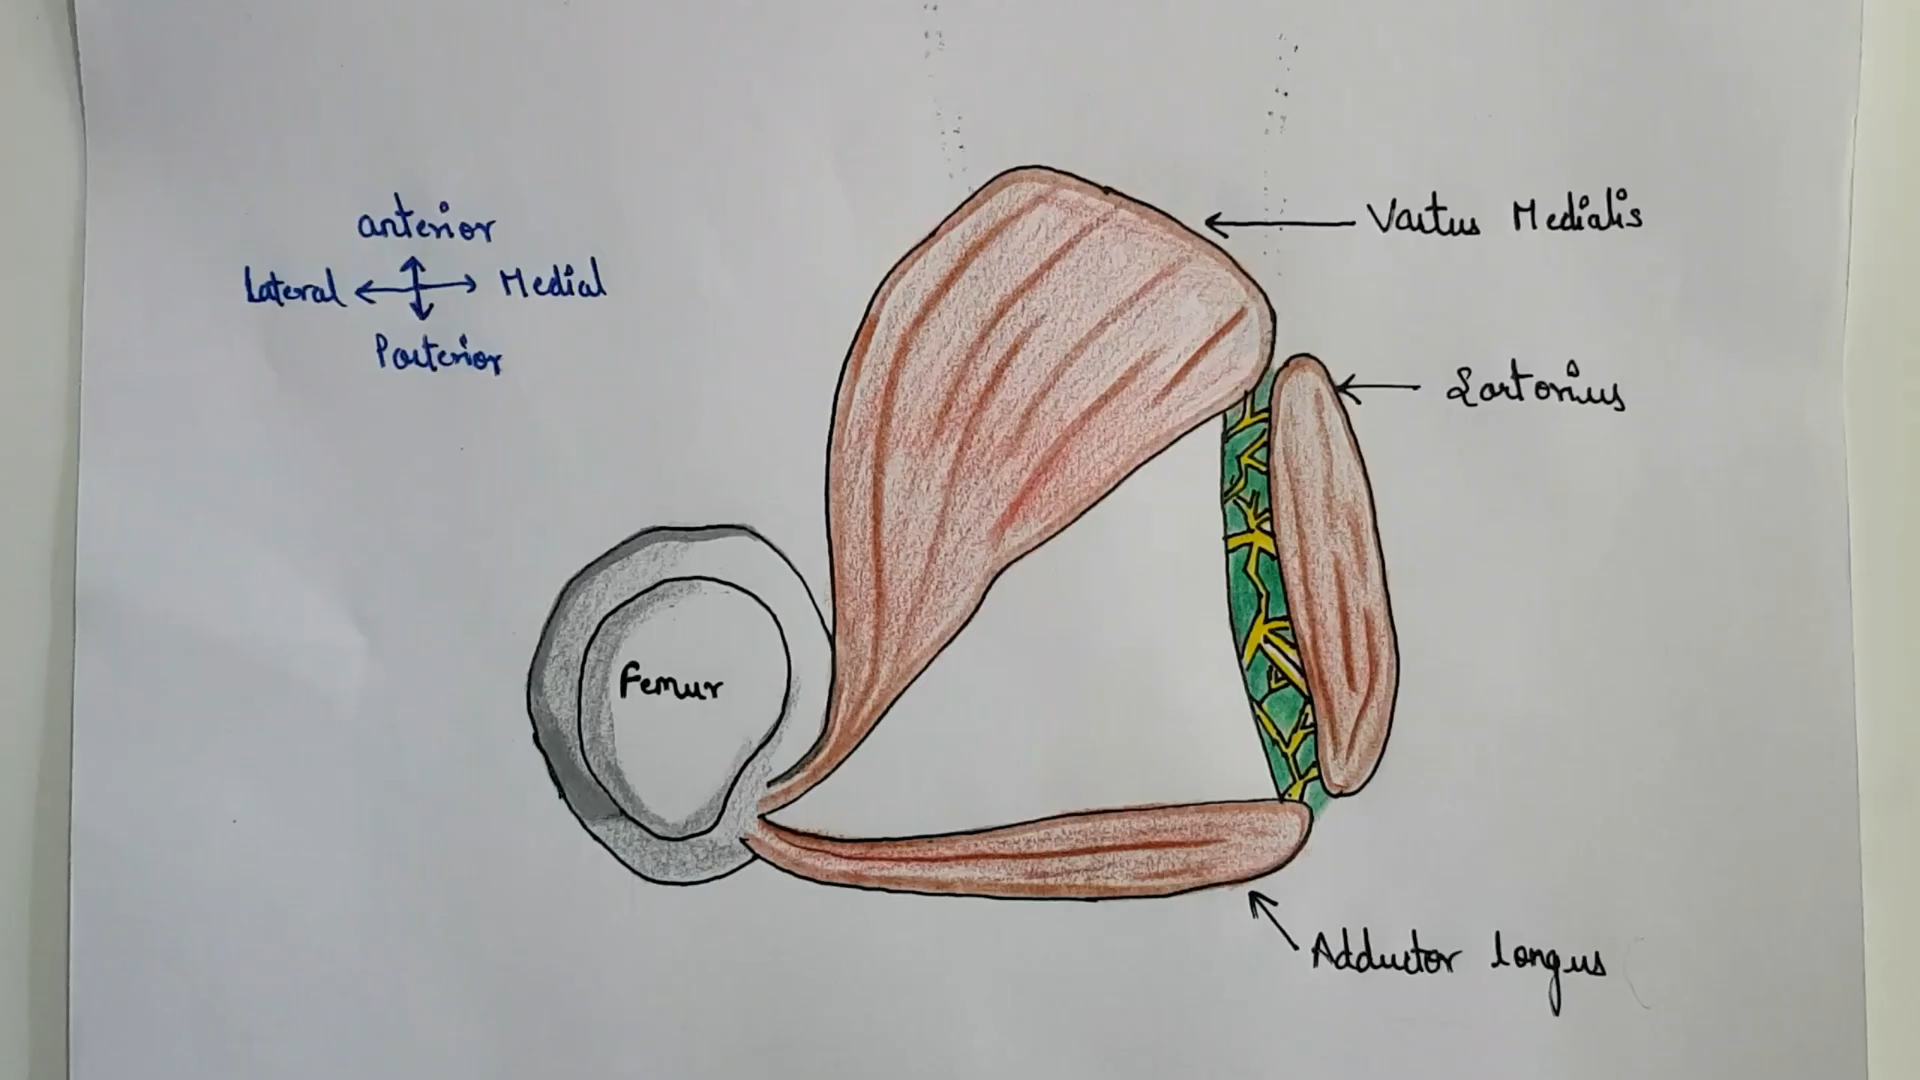 anterior
Lateral
Medial
Posterior
Vastus Medialis
Sartorius
Femur
Adductor longus